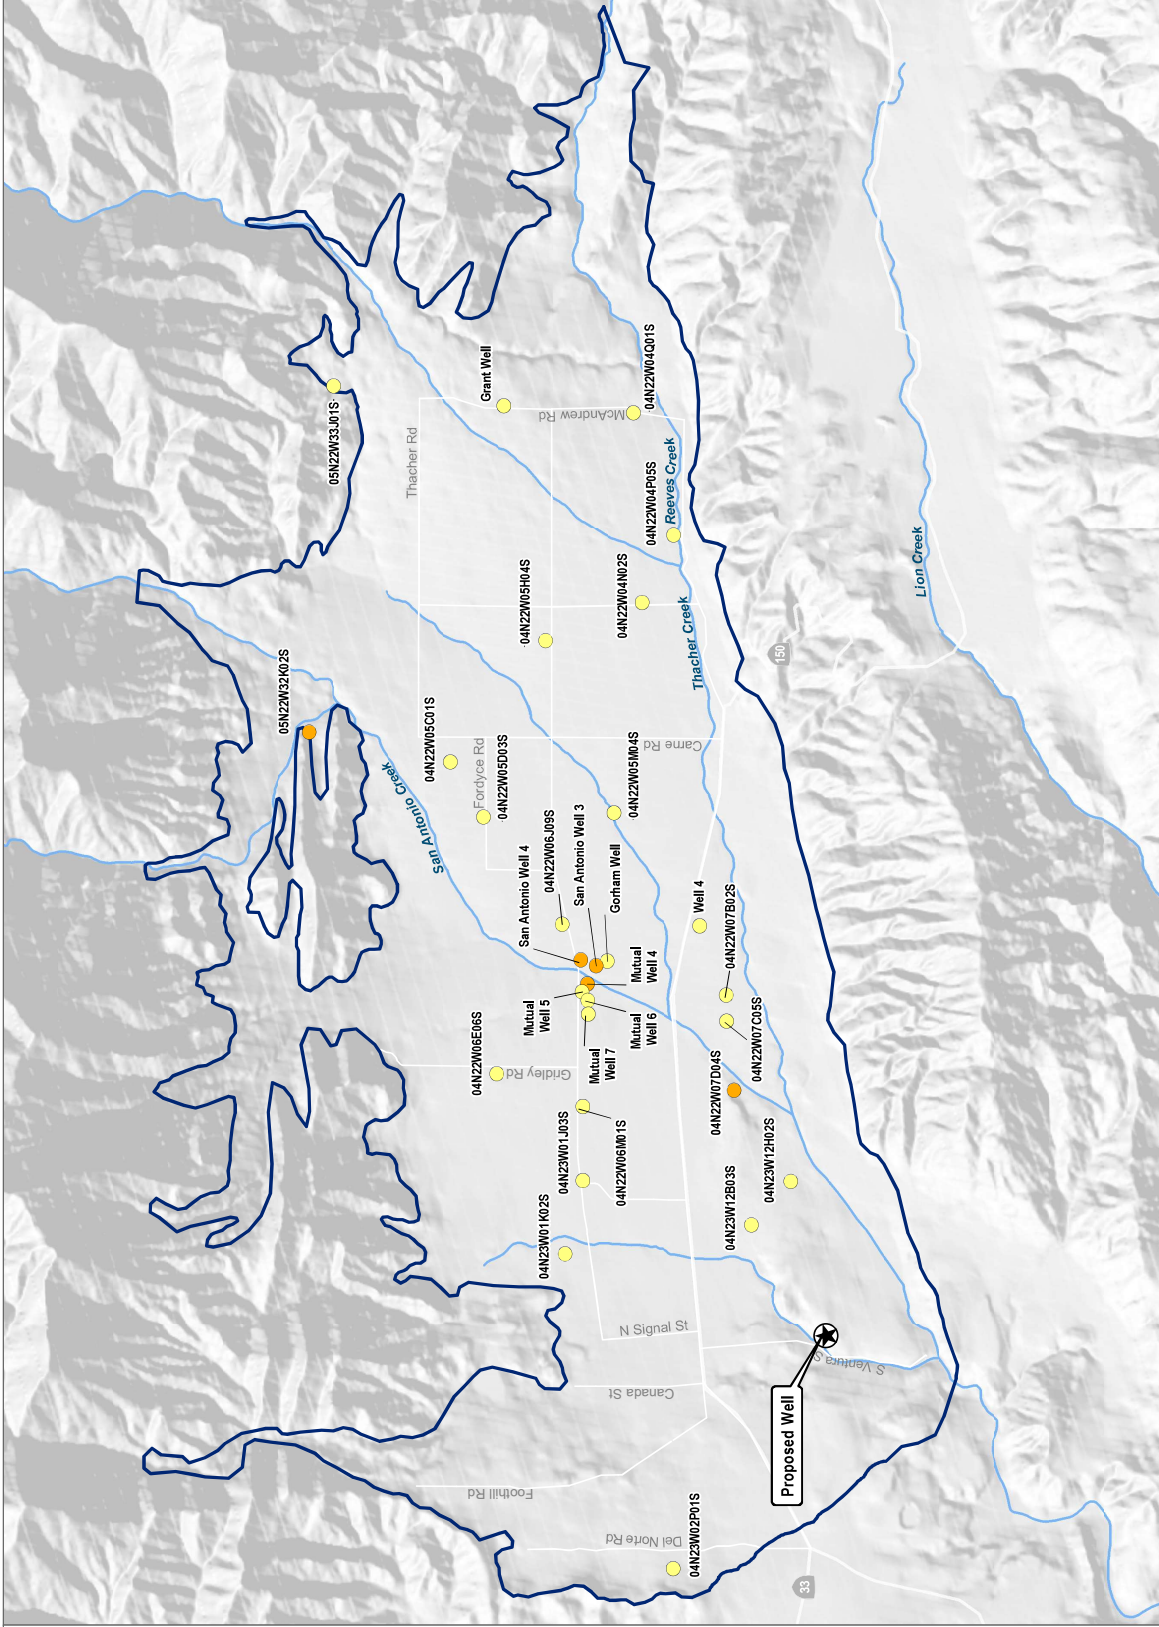 05N22W33J01S
Grant Well
McAndrew Rd
04N22W04Q01S
Thacher Rd
04N22W04P05S
Reeves Creek
04N22W05H04S
04N22W04N02S
Thacher Creek
Lion Creek
150
05N22W32K02S
04N22W05C01S
Fordyce Rd
04N22W05D03S
Carne Rd
04N22W05M04S
San Antonio Creek
San Antonio Well 4
04N22W06J09S
San Antonio Well 3
Gorham Well
Well 4
04N22W07B02S
Mutual
Well 5
Mutual
Well 4
Mutual
Well 6
Mutual
Well 7
04N22W07C05S
04N22W06E06S
Gridley Rd
04N22W07D04S
04N23W01J03S
04N22W06M01S
04N23W12H02S
04N23W12B03S
04N23W01K02S
N Signal St
S Ventura S
Canada St
Proposed Well
Foothill Rd
Del Norte Rd
04N23W02P01S
33